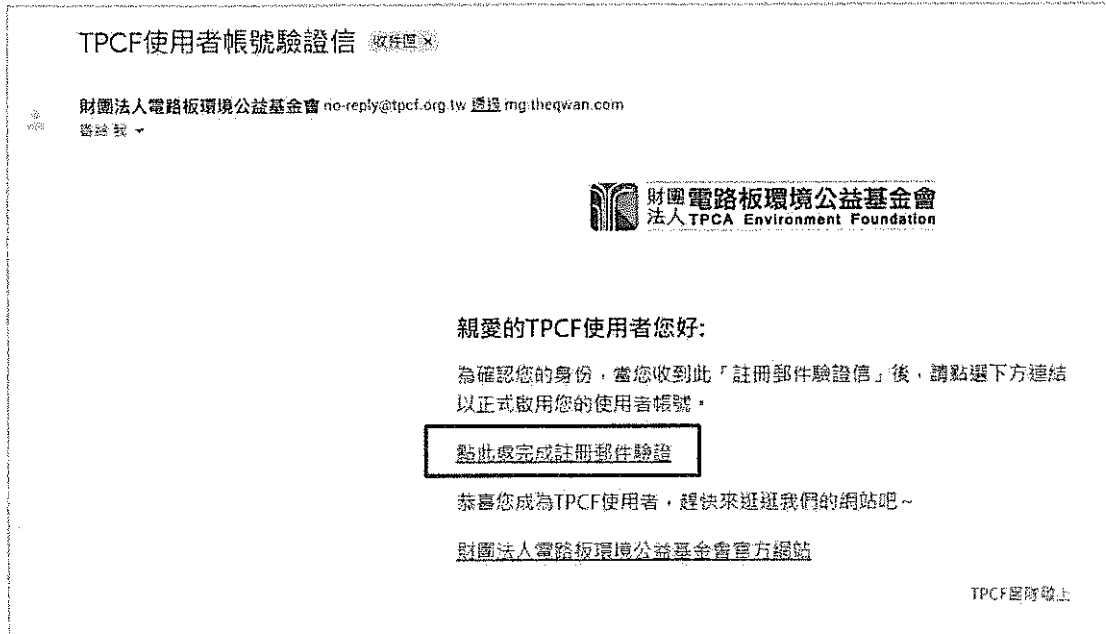 TPCF使用者帳號驗證信 收件匣 ×
財團法人電路板環境公益基金會 no-reply@tpcf.org.tw 透過 mg.theqwan.com
寄給 我
財團法人 電路板環境公益基金會
TPCA Environment Foundation
親愛的TPCF使用者您好:
為確認您的身份，當您收到此「註冊郵件驗證信」後，請點選下方連結
以正式啟用您的使用者帳號。
點此處完成註冊郵件驗證
恭喜您成為TPCF使用者，趕快來逛逛我們的網站吧~
財團法人電路板環境公益基金會官方網站
TPCF團隊敬上